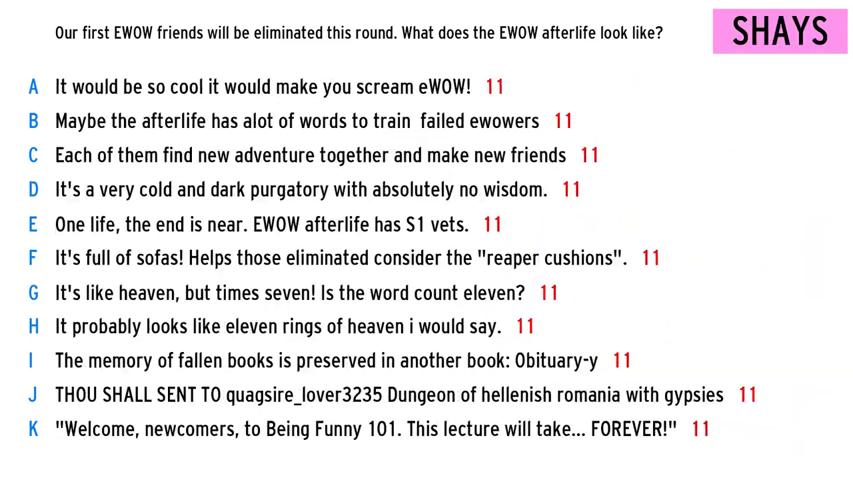 Our first EWOW friends will be eliminated this round. What does the EWOW afterlife look like?
SHAYS
A It would be so cool it would make you scream eWOW! 11
B Maybe the afterlife has alot of words to train failed ewowers 11
C Each of them find new adventure together and make new friends 11
D It's a very cold and dark purgatory with absolutely no wisdom. 11
E One life, the end is near. EWOW afterlife has S1 vets. 11
F It's full of sofas! Helps those eliminated consider the "reaper cushions". 11
G It's like heaven, but times seven! Is the word count eleven? 11
H It probably looks like eleven rings of heaven i would say. 11
I The memory of fallen books is preserved in another book: Obituary-y 11
J THOU SHALL SENT TO quagsire_lover3235 Dungeon of hellenish romania with gypsies 11
K "Welcome, newcomers, to Being Funny 101. This lecture will take... FOREVER!" 11